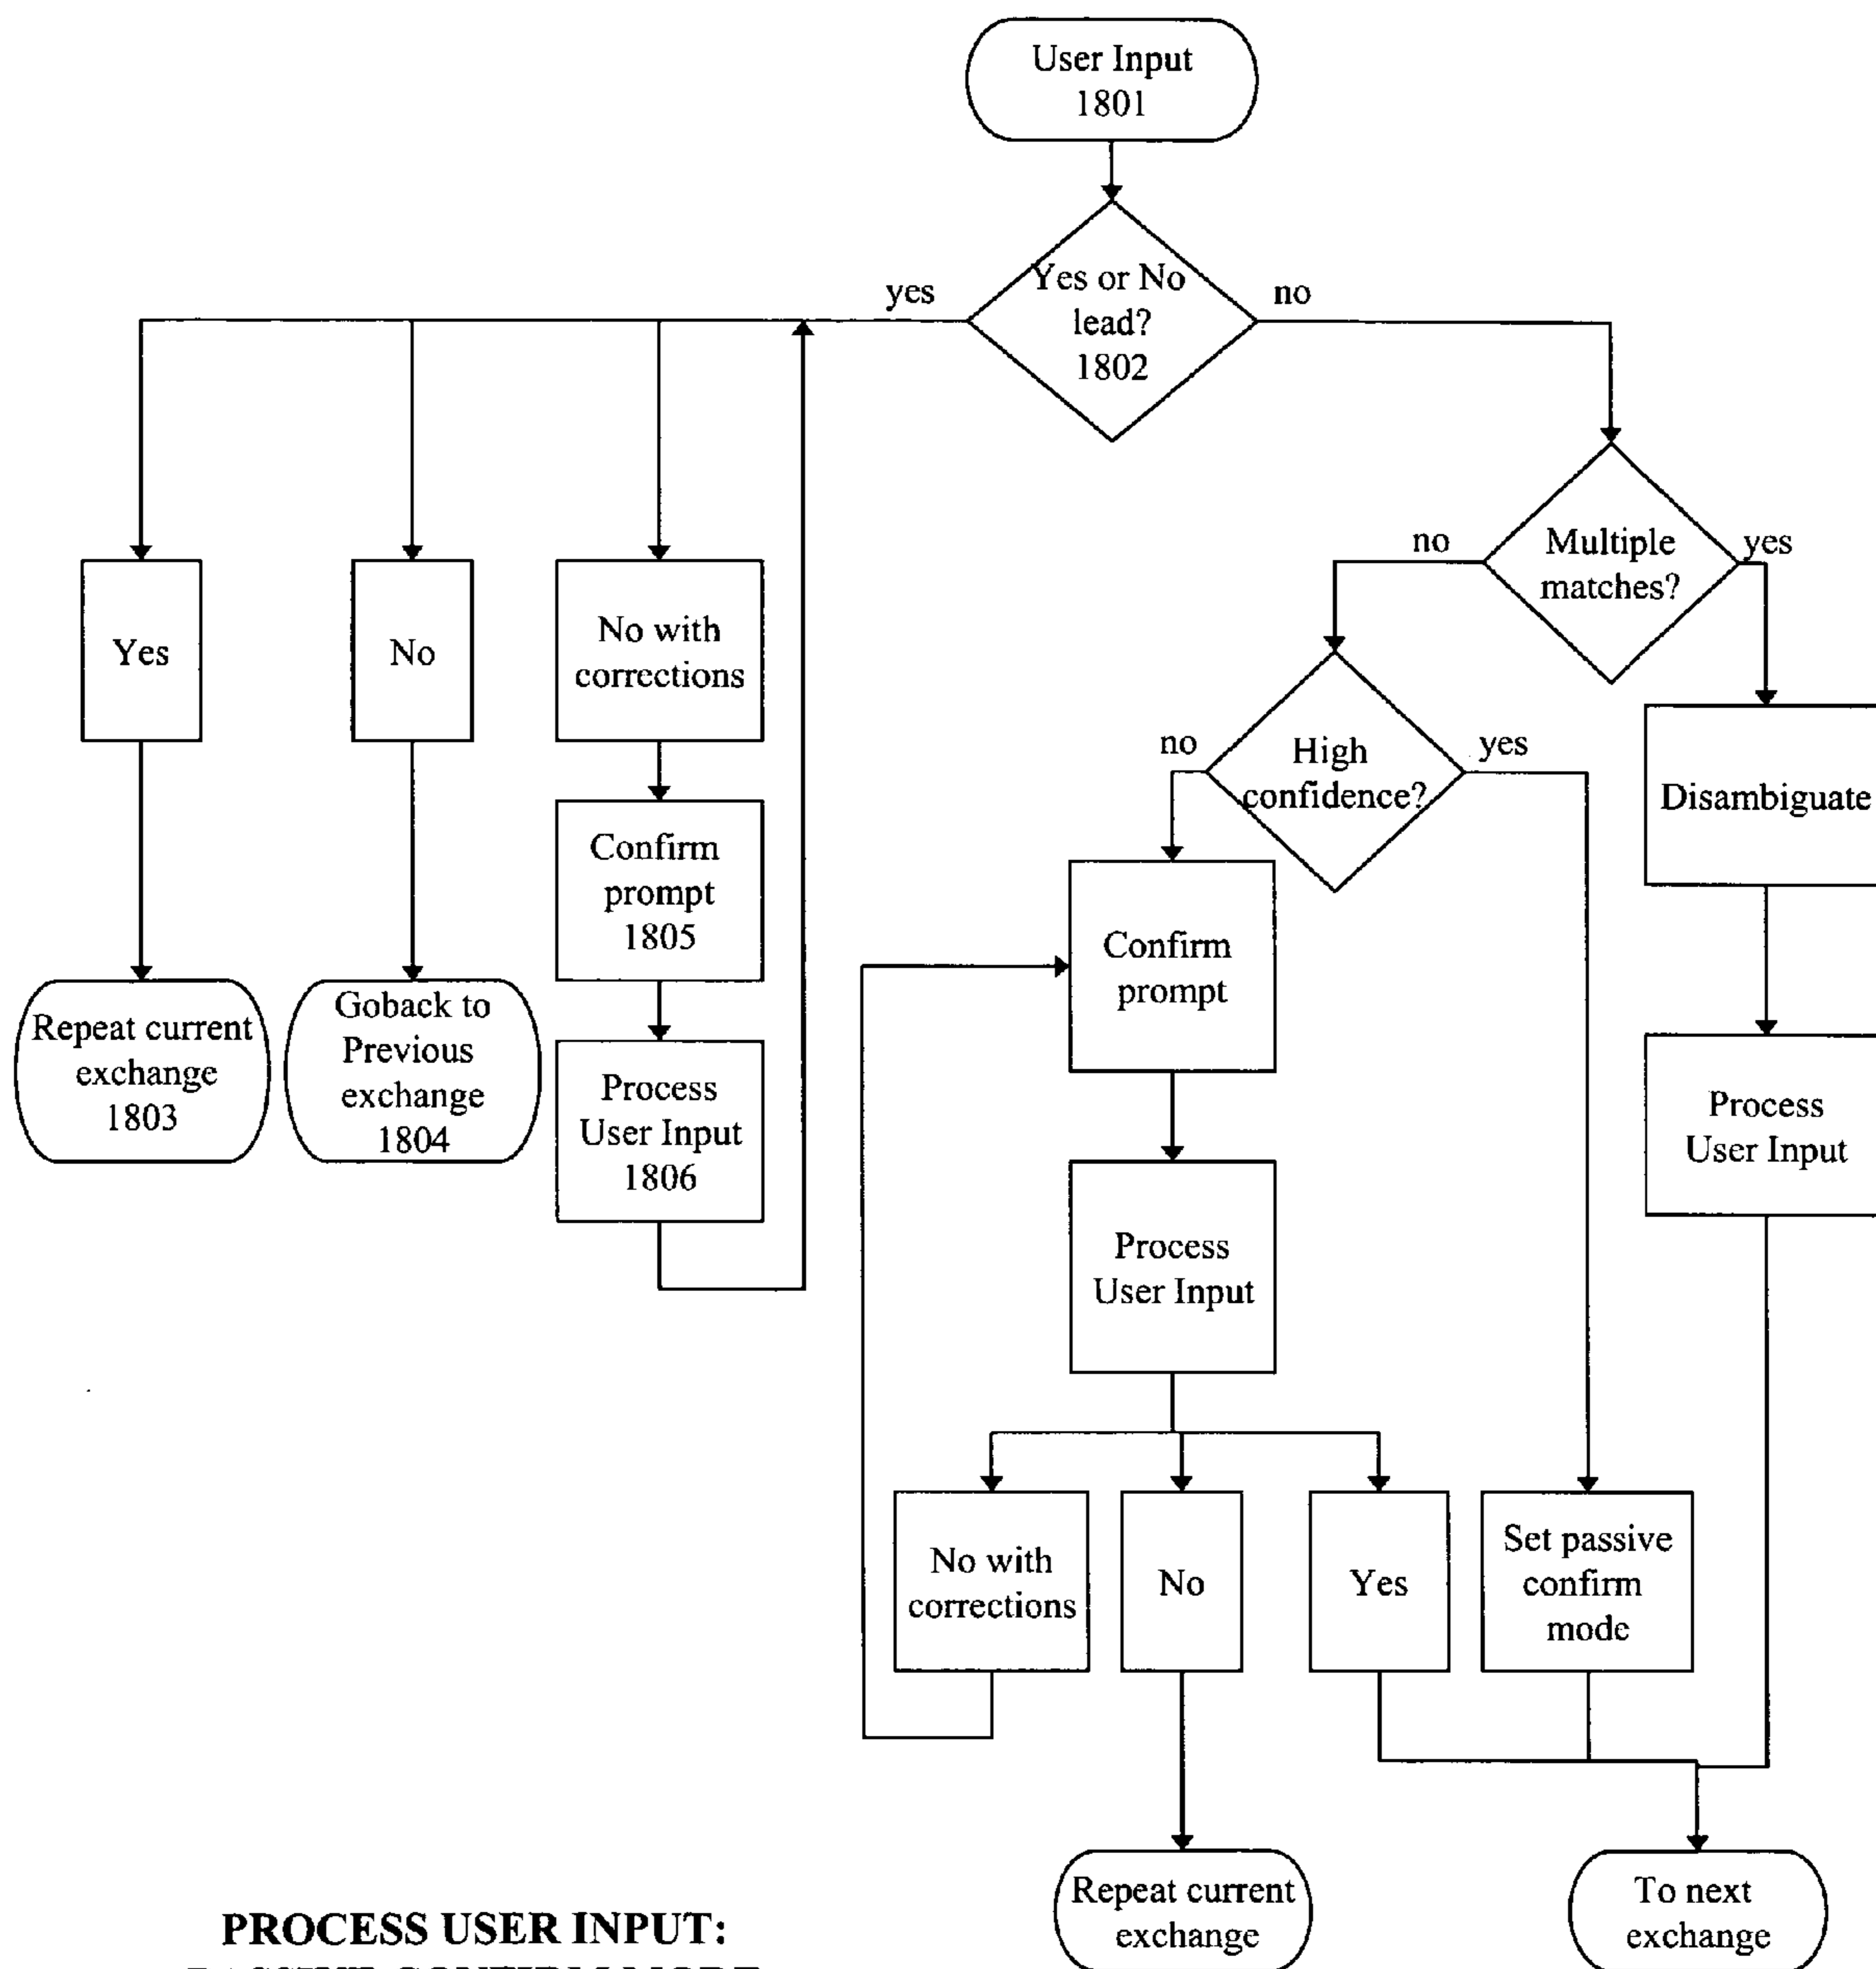 User Input
1801
Yes or No
lead?
1802
yes
no
Multiple
matches?
no
yes
Yes
No
No with
corrections
High
confidence?
no
yes
Disambiguate
Confirm
prompt
1805
Confirm
prompt
Repeat current
exchange
1803
Goback to
Previous
exchange
1804
Process
User Input
1806
Process
User Input
Process
User Input
No with
corrections
No
Yes
Set passive
confirm
mode
Repeat current
exchange
To next
exchange
PROCESS USER INPUT:
PASSIVE CONFIRM MODE